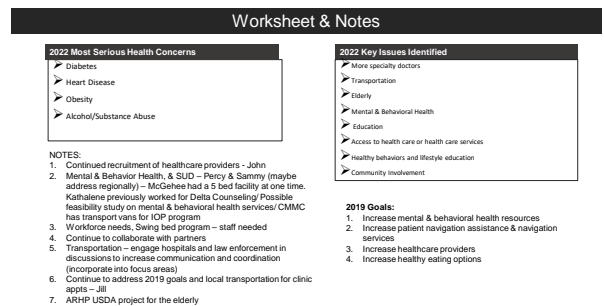 Worksheet & Notes
2022 Most Serious Health Concerns
➢ Diabetes
➢ Heart Disease
➢ Obesity
➢ Alcohol/Substance Abuse
NOTES:
1. Continued recruitment of healthcare providers - John
2. Mental & Behavior Health, & SUD – Percy & Sammy (maybe
address regionally) – McGehee had a 5 bed facility at one time.
Kathalene previously worked for Delta Counseling/ Possible
feasibility study on mental & behavioral health services/ CMMC
has transport vans for IOP program
3. Workforce needs, Swing bed program – staff needed
4. Continue to collaborate with partners
5. Transportation – engage hospitals and law enforcement in
discussions to increase communication and coordination
(incorporate into focus areas)
6. Continue to address 2019 goals and local transportation for clinic
appts – Jill
7. ARHP USDA project for the elderly
2022 Key Issues Identified
➢ More specialty doctors
➢ Transportation
➢ Elderly
➢ Mental & Behavioral Health
➢ Education
➢ Access to health care or health care services
➢ Healthy behaviors and lifestyle education
➢ Community Involvement
2019 Goals:
1. Increase mental & behavioral health resources
2. Increase patient navigation assistance & navigation
services
3. Increase healthcare providers
4. Increase healthy eating options